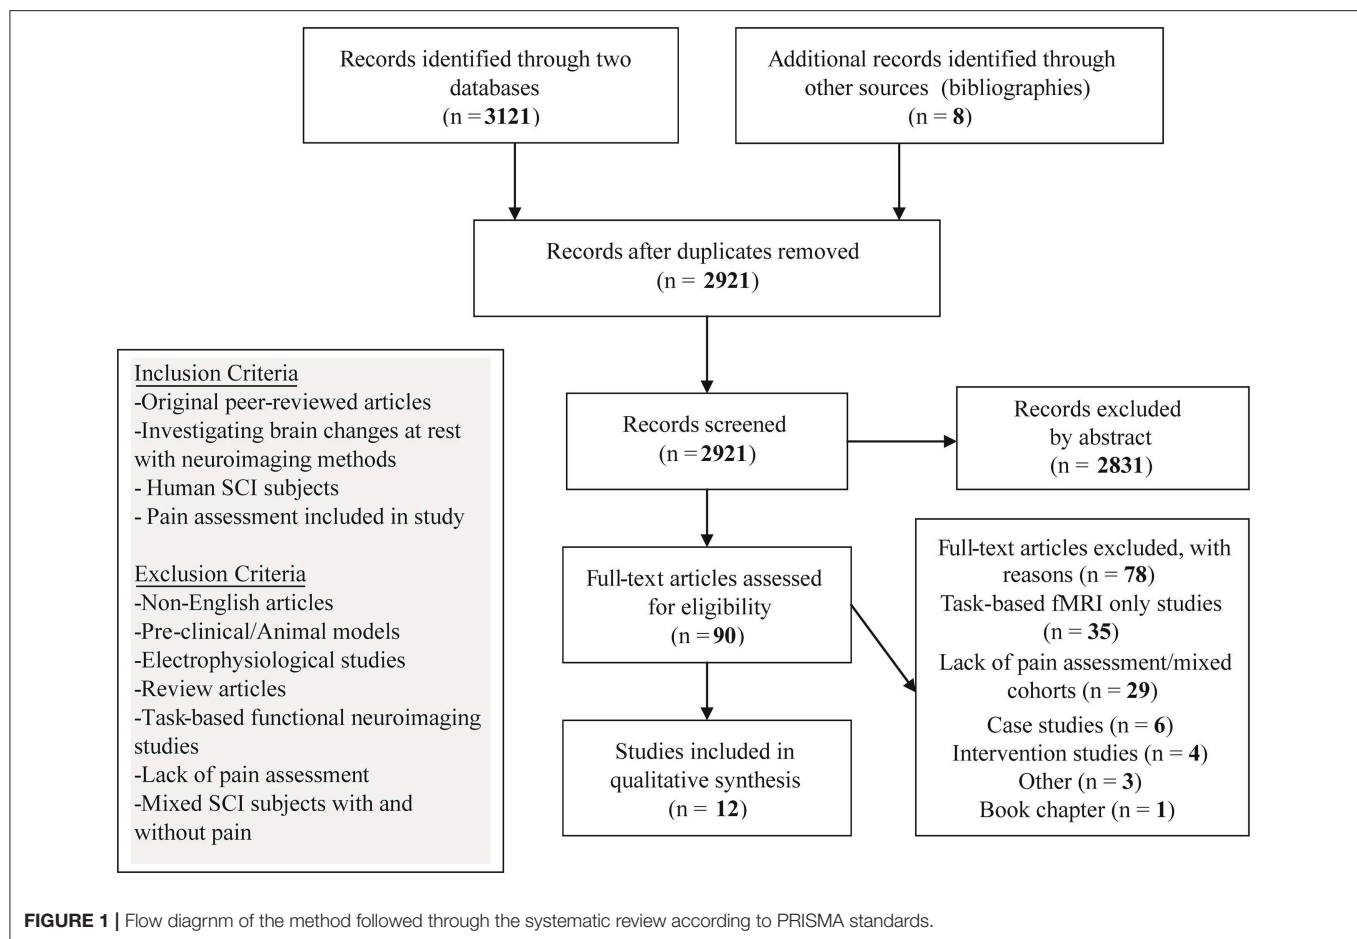 Records identified through two
databases
(n = 3121)
Additional records identified through
other sources (bibliographies)
(n = 8)
Records after duplicates removed
(n = 2921)
Inclusion Criteria
-Original peer-reviewed articles
-Investigating brain changes at rest
with neuroimaging methods
- Human SCI subjects
- Pain assessment included in study
Exclusion Criteria
-Non-English articles
-Pre-clinical/Animal models
-Electrophysiological studies
-Review articles
-Task-based functional neuroimaging
studies
-Lack of pain assessment
-Mixed SCI subjects with and
without pain
Records screened
(n = 2921)
Records excluded
by abstract
(n = 2831)
Full-text articles assessed
for eligibility
(n = 90)
Full-text articles excluded, with
reasons (n = 78)
Task-based fMRI only studies
(n = 35)
Lack of pain assessment/mixed
cohorts (n = 29)
Case studies (n = 6)
Intervention studies (n = 4)
Other (n = 3)
Book chapter (n = 1)
Studies included in
qualitative synthesis
(n = 12)
FIGURE 1 | Flow diagrnm of the method followed through the systematic review according to PRISMA standards.